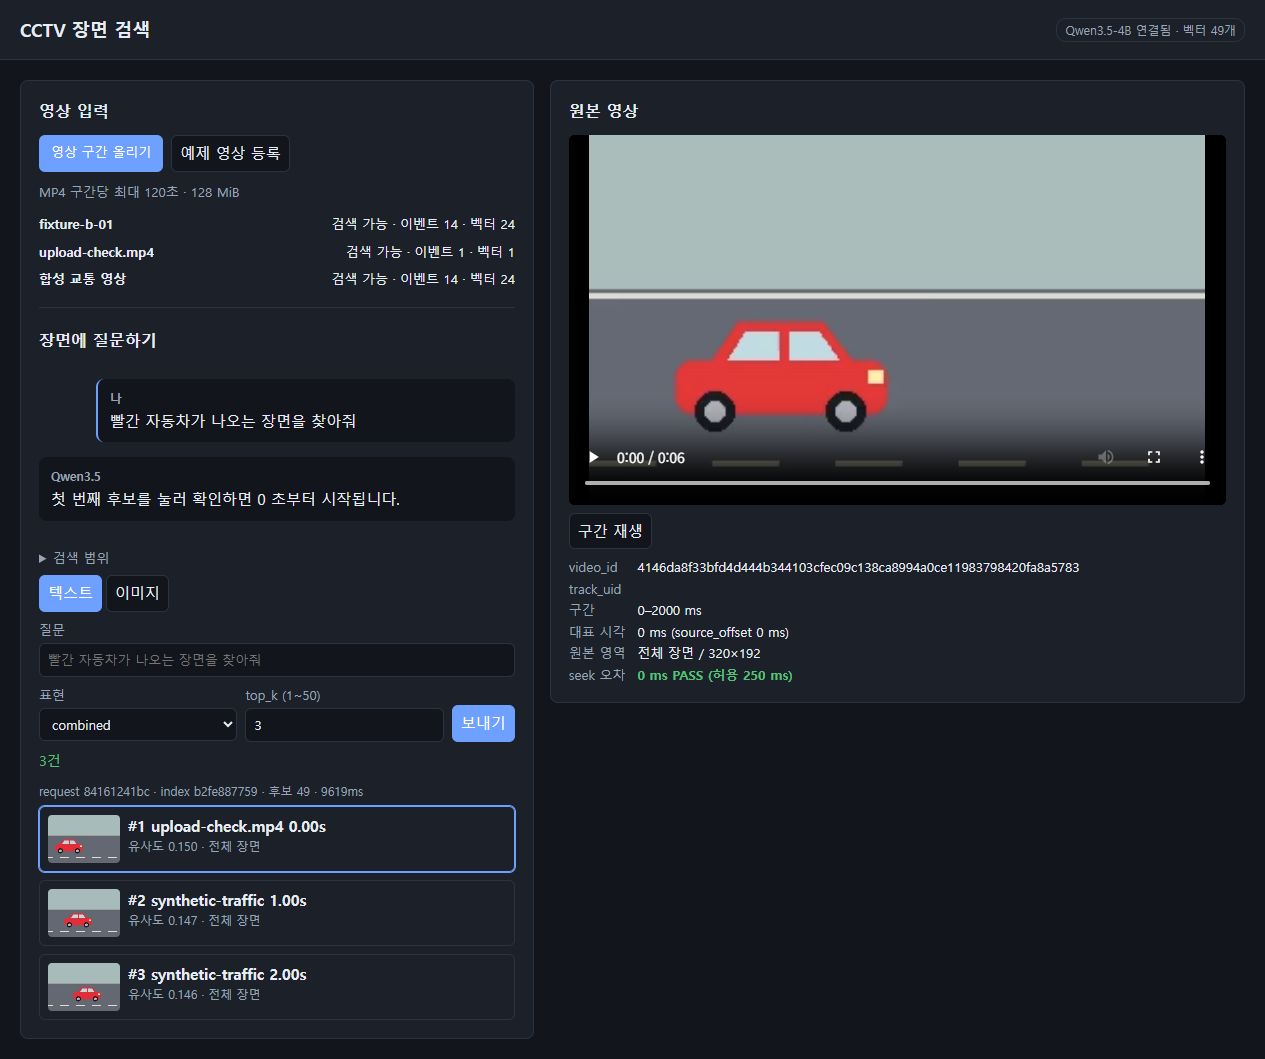 CCTV 장면 검색
Qwen3.5-4B 연결됨 · 벡터 49개
영상 입력
영상 구간 올리기
예제 영상 등록
MP4 구간당 최대 120초 · 128 MiB
fixture-b-01 검색 가능 · 이벤트 14 · 벡터 24
upload-check.mp4 검색 가능 · 이벤트 1 · 벡터 1
합성 교통 영상 검색 가능 · 이벤트 14 · 벡터 24
장면에 질문하기
나
빨간 자동차가 나오는 장면을 찾아줘
Qwen3.5
첫 번째 후보를 눌러 확인하면 0 초부터 시작됩니다.
▶ 검색 범위
텍스트 이미지
질문
빨간 자동차가 나오는 장면을 찾아줘
표현 top_k (1~50)
combined 3 보내기
3건
request 84161241bc · index b2fe887759 · 후보 49 · 9619ms
#1 upload-check.mp4 0.00s
유사도 0.150 · 전체 장면
#2 synthetic-traffic 1.00s
유사도 0.147 · 전체 장면
#3 synthetic-traffic 2.00s
유사도 0.146 · 전체 장면
원본 영상
0:00 / 0:06
구간 재생
video_id 4146da8f33bfd4d444b344103cfec09c138ca8994a0ce11983798420fa8a5783
track_uid
구간 0–2000 ms
대표 시각 0 ms (source_offset 0 ms)
원본 영역 전체 장면 / 320×192
seek 오차 0 ms PASS (허용 250 ms)